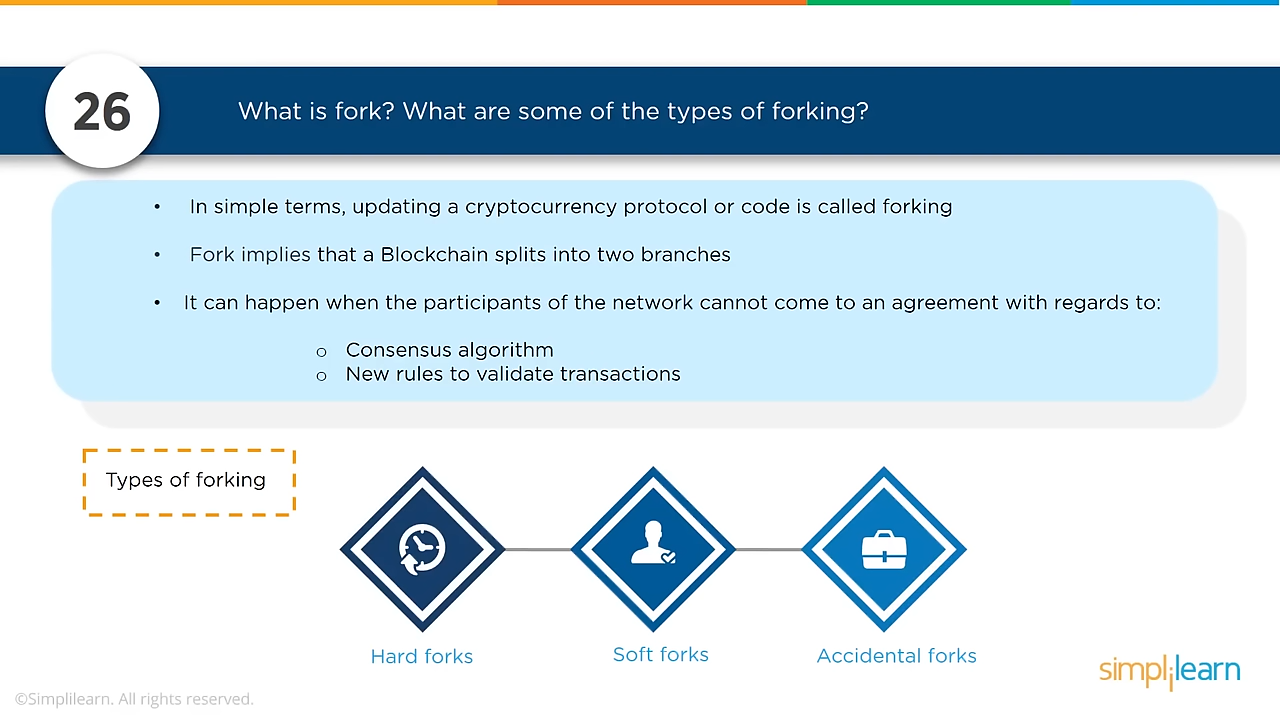 26
What is fork? What are some of the types of forking?
• In simple terms, updating a cryptocurrency protocol or code is called forking
• Fork implies that a Blockchain splits into two branches
• It can happen when the participants of the network cannot come to an agreement with regards to:
o Consensus algorithm
o New rules to validate transactions
Types of forking
Hard forks
Soft forks
Accidental forks
simplilearn
©Simplilearn. All rights reserved.